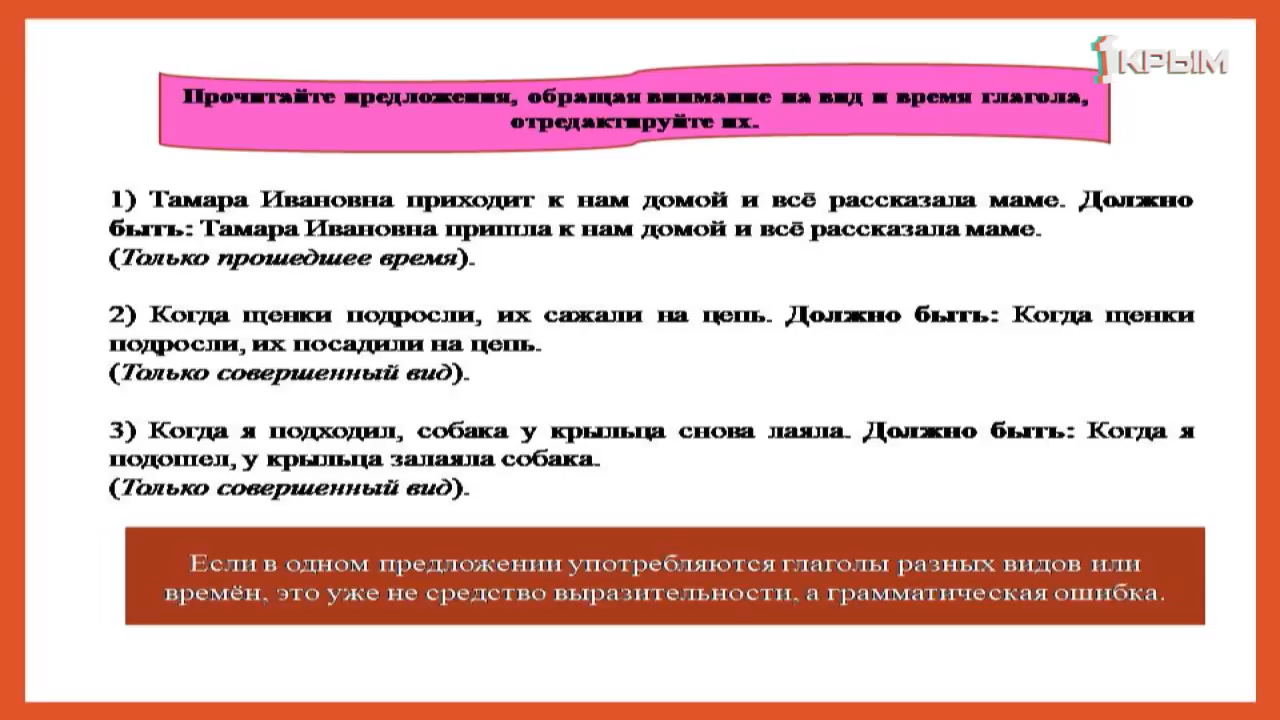 1КРЫМ
Прочитайте предложения, обращая внимание на вид и время глагола,
отредактируйте их.
1) Тамара Ивановна приходит к нам домой и всё рассказала маме. Должно
быть: Тамара Ивановна пришла к нам домой и всё рассказала маме.
(Только прошедшее время).
2) Когда щенки подросли, их сажали на цепь. Должно быть: Когда щенки
подросли, их посадили на цепь.
(Только совершенный вид).
3) Когда я подходил, собака у крыльца снова лаяла. Должно быть: Когда я
подошел, у крыльца залаяла собака.
(Только совершенный вид).
Если в одном предложении употребляются глаголы разных видов или
времён, это уже не средство выразительности, а грамматическая ошибка.